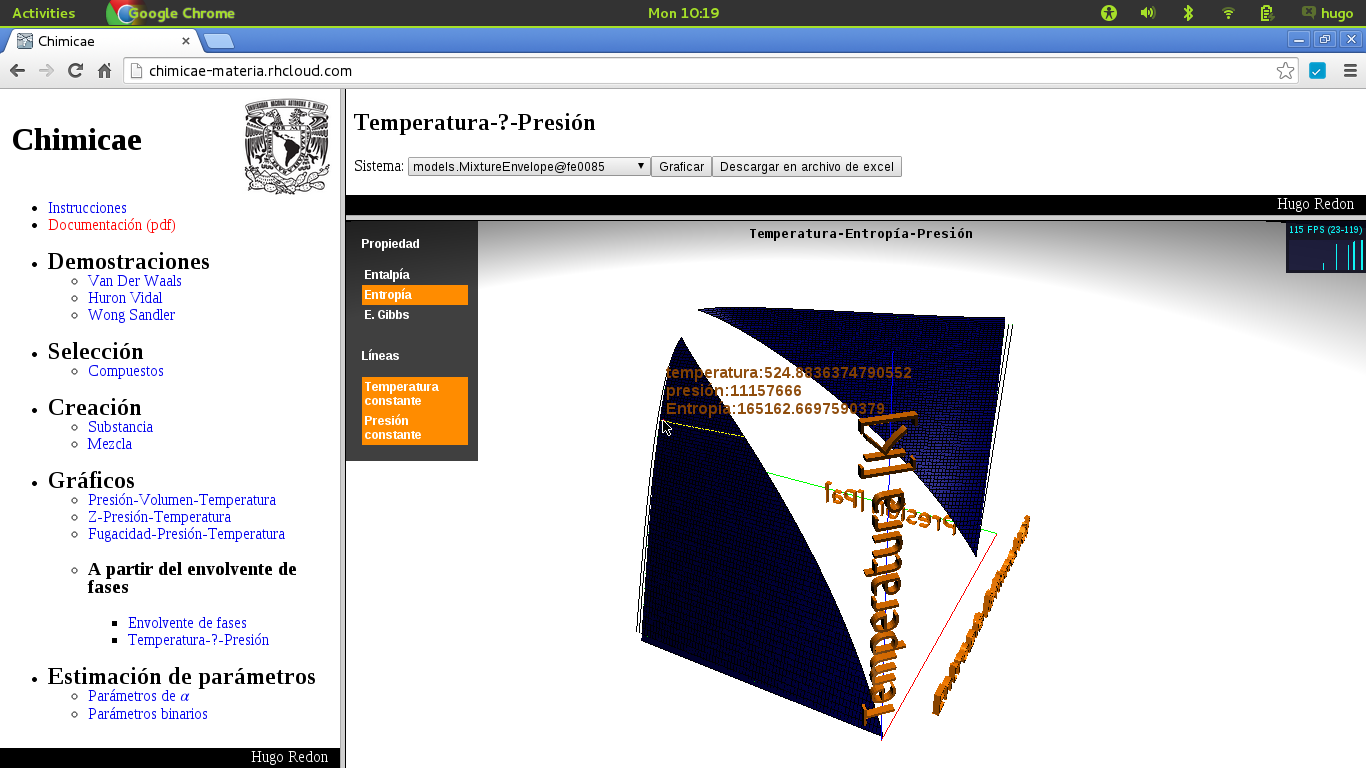 Activities
Google Chrome
Mon 10:19
hugo
Chimicae
chimicae-materia.rhcloud.com
Chimicae
Instrucciones
Documentación (pdf)
Demostraciones
Van Der Waals
Huron Vidal
Wong Sandler
Selección
Compuestos
Creación
Substancia
Mezcla
Gráficos
Presión-Volumen-Temperatura
Z-Presión-Temperatura
Fugacidad-Presión-Temperatura
A partir del envolvente de
fases
Envolvente de fases
Temperatura-?-Presión
Estimación de parámetros
Parámetros de α
Parámetros binarios
Hugo Redon
Temperatura-?-Presión
Sistema: models.MixtureEnvelope@fe0085 Graficar Descargar en archivo de excel
Hugo Redon
Propiedad
Entalpía
Entropía
E. Gibbs
Líneas
Temperatura
constante
Presión
constante
Temperatura-Entropía-Presión
115 FPS (23-119)
temperatura:524.8836374790552
presión:11157666
Entropía:165162.6697590379
Presión [Pa]
Temperatura [K]